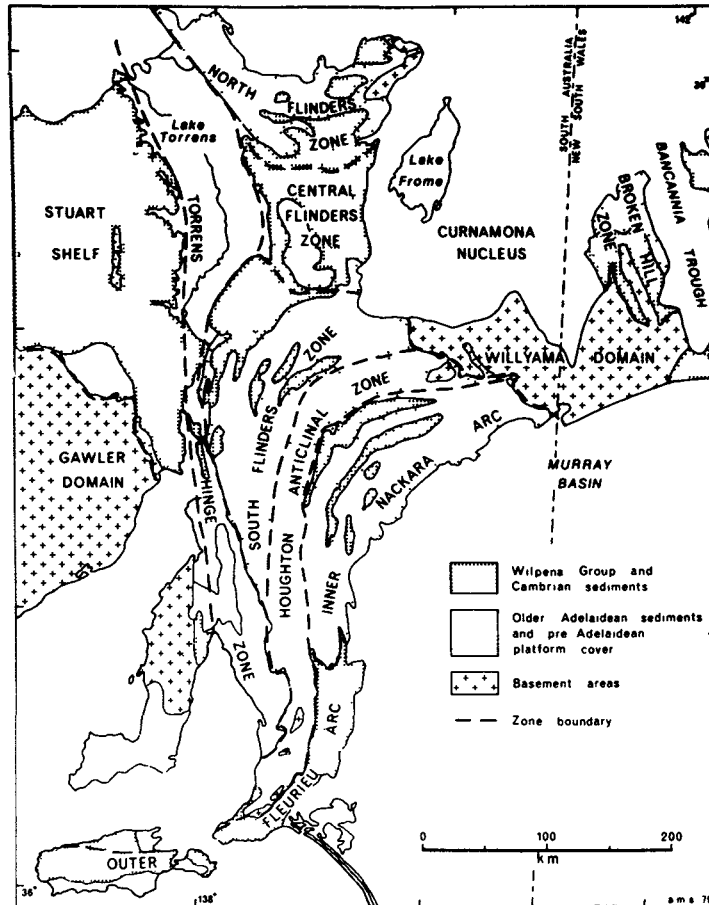 142°
NORTH
FLINDERS
ZONE
SOUTH AUSTRALIA
NEW SOUTH WALES
Lake
Torrens
Lake
Frome
CENTRAL
FLINDERS
ZONE
STUART
SHELF
TORRENS
HINGE
ZONE
CURNAMONA
NUCLEUS
BROKEN
HILL
ZONE
BANCANNIA
TROUGH
WILLYAMA DOMAIN
GAWLER
DOMAIN
SOUTH FLINDERS ZONE
HOUGHTON ANTICLINAL ZONE
INNER NACKARA ARC
MURRAY
BASIN
Wilpena Group and
Cambrian sediments
Older Adelaidean sediments
and pre Adelaidean
platform cover
Basement areas
Zone boundary
FLEURIEU ARC
OUTER
0 100 200
km
36°
138°
a m s